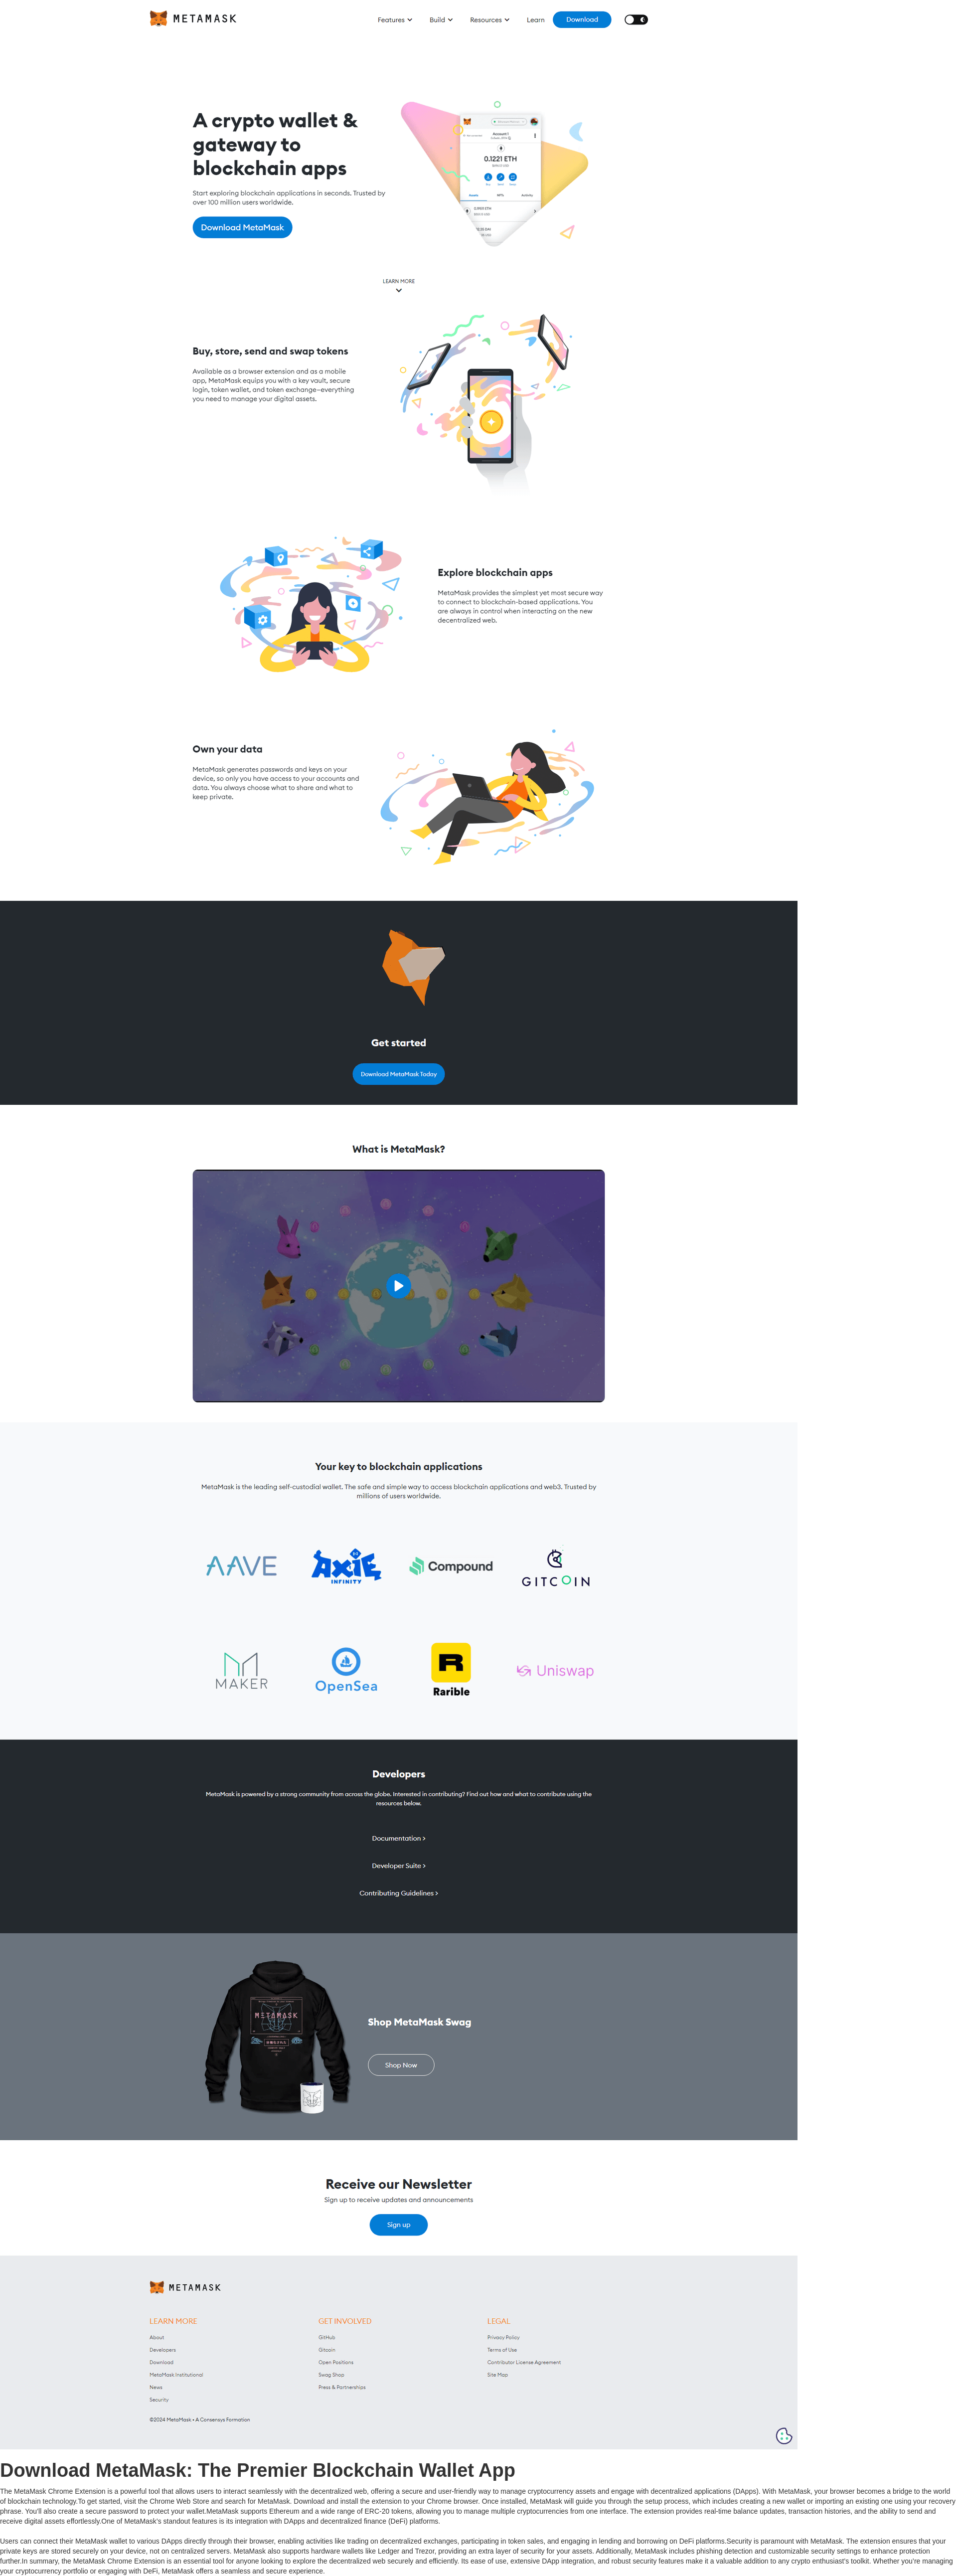 METAMASK
Features
Build
Resources
Learn
Download
A crypto wallet &
gateway to
blockchain apps
Start exploring blockchain applications in seconds. Trusted by
over 100 million users worldwide.
Download MetaMask
0.1221 ETH
LEARN MORE
Buy, store, send and swap tokens
Available as a browser extension and as a mobile
app, MetaMask equips you with a key vault, secure
login, token wallet, and token exchange—everything
you need to manage your digital assets.
Explore blockchain apps
MetaMask provides the simplest yet most secure way
to connect to blockchain-based applications. You
are always in control when interacting on the new
decentralized web.
Own your data
MetaMask generates passwords and keys on your
device, so only you have access to your accounts and
data. You always choose what to share and what to
keep private.
Get started
Download MetaMask Today
What is MetaMask?
Your key to blockchain applications
MetaMask is the leading self-custodial wallet. The safe and simple way to access blockchain applications and web3. Trusted by
millions of users worldwide.
AAVE
AXIE
INFINITY
Compound
GITCOIN
MAKER
OpenSea
R
Rarible
Uniswap
Developers
MetaMask is powered by a strong community from across the globe. Interested in contributing? Find out how and what to contribute using the
resources below.
Documentation >
Developer Suite >
Contributing Guidelines >
METAMASK
Shop MetaMask Swag
Shop Now
Receive our Newsletter
Sign up to receive updates and announcements
Sign up
METAMASK
LEARN MORE
About
Developers
Download
MetaMask Institutional
News
Security
GET INVOLVED
GitHub
Gitcoin
Open Positions
Swag Shop
Press & Partnerships
LEGAL
Privacy Policy
Terms of Use
Contributor License Agreement
Site Map
©2024 MetaMask • A Consensys Formation
Download MetaMask: The Premier Blockchain Wallet App
The MetaMask Chrome Extension is a powerful tool that allows users to interact seamlessly with the decentralized web, offering a secure and user-friendly way to manage cryptocurrency assets and engage with decentralized applications (DApps). With MetaMask, your browser becomes a bridge to the world
of blockchain technology.To get started, visit the Chrome Web Store and search for MetaMask. Download and install the extension to your Chrome browser. Once installed, MetaMask will guide you through the setup process, which includes creating a new wallet or importing an existing one using your recovery
phrase. You'll also create a secure password to protect your wallet.MetaMask supports Ethereum and a wide range of ERC-20 tokens, allowing you to manage multiple cryptocurrencies from one interface. The extension provides real-time balance updates, transaction histories, and the ability to send and
receive digital assets effortlessly.One of MetaMask's standout features is its integration with DApps and decentralized finance (DeFi) platforms.
Users can connect their MetaMask wallet to various DApps directly through their browser, enabling activities like trading on decentralized exchanges, participating in token sales, and engaging in lending and borrowing on DeFi platforms.Security is paramount with MetaMask. The extension ensures that your
private keys are stored securely on your device, not on centralized servers. MetaMask also supports hardware wallets like Ledger and Trezor, providing an extra layer of security for your assets. Additionally, MetaMask includes phishing detection and customizable security settings to enhance protection
further.In summary, the MetaMask Chrome Extension is an essential tool for anyone looking to explore the decentralized web securely and efficiently. Its ease of use, extensive DApp integration, and robust security features make it a valuable addition to any crypto enthusiast's toolkit. Whether you're managing
your cryptocurrency portfolio or engaging with DeFi, MetaMask offers a seamless and secure experience.